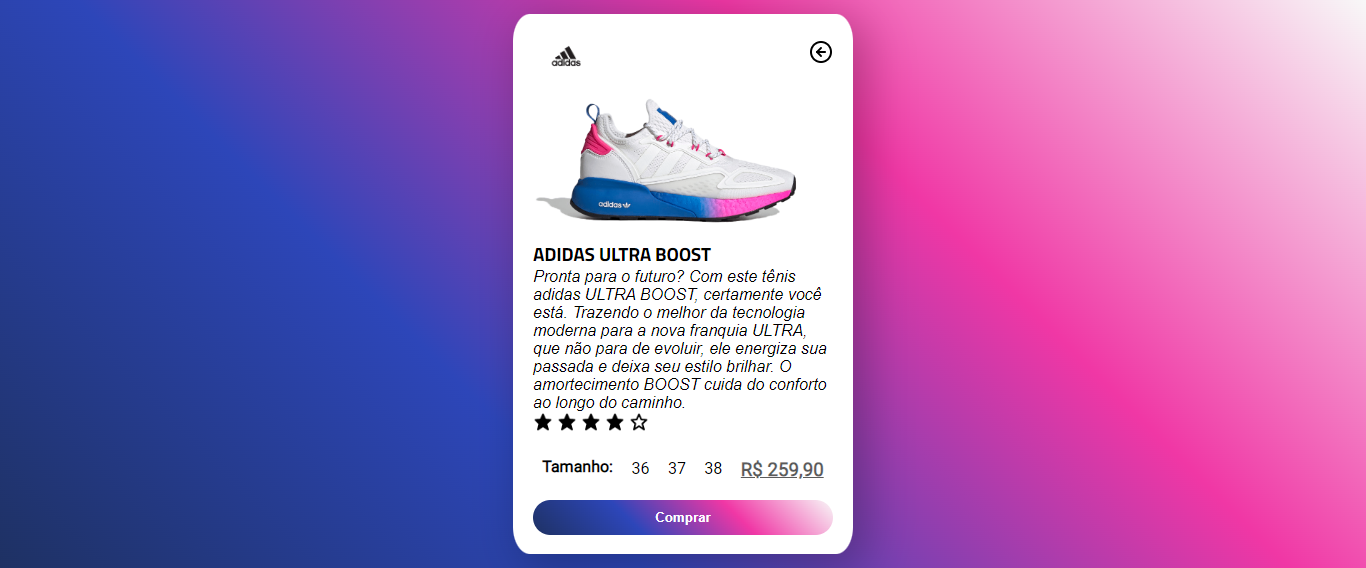 adidas
adidas
ADIDAS ULTRA BOOST
Pronta para o futuro? Com este tênis
adidas ULTRA BOOST, certamente você
está. Trazendo o melhor da tecnologia
moderna para a nova franquia ULTRA,
que não para de evoluir, ele energiza sua
passada e deixa seu estilo brilhar. O
amortecimento BOOST cuida do conforto
ao longo do caminho.
Tamanho: 36 37 38 R$ 259,90
Comprar